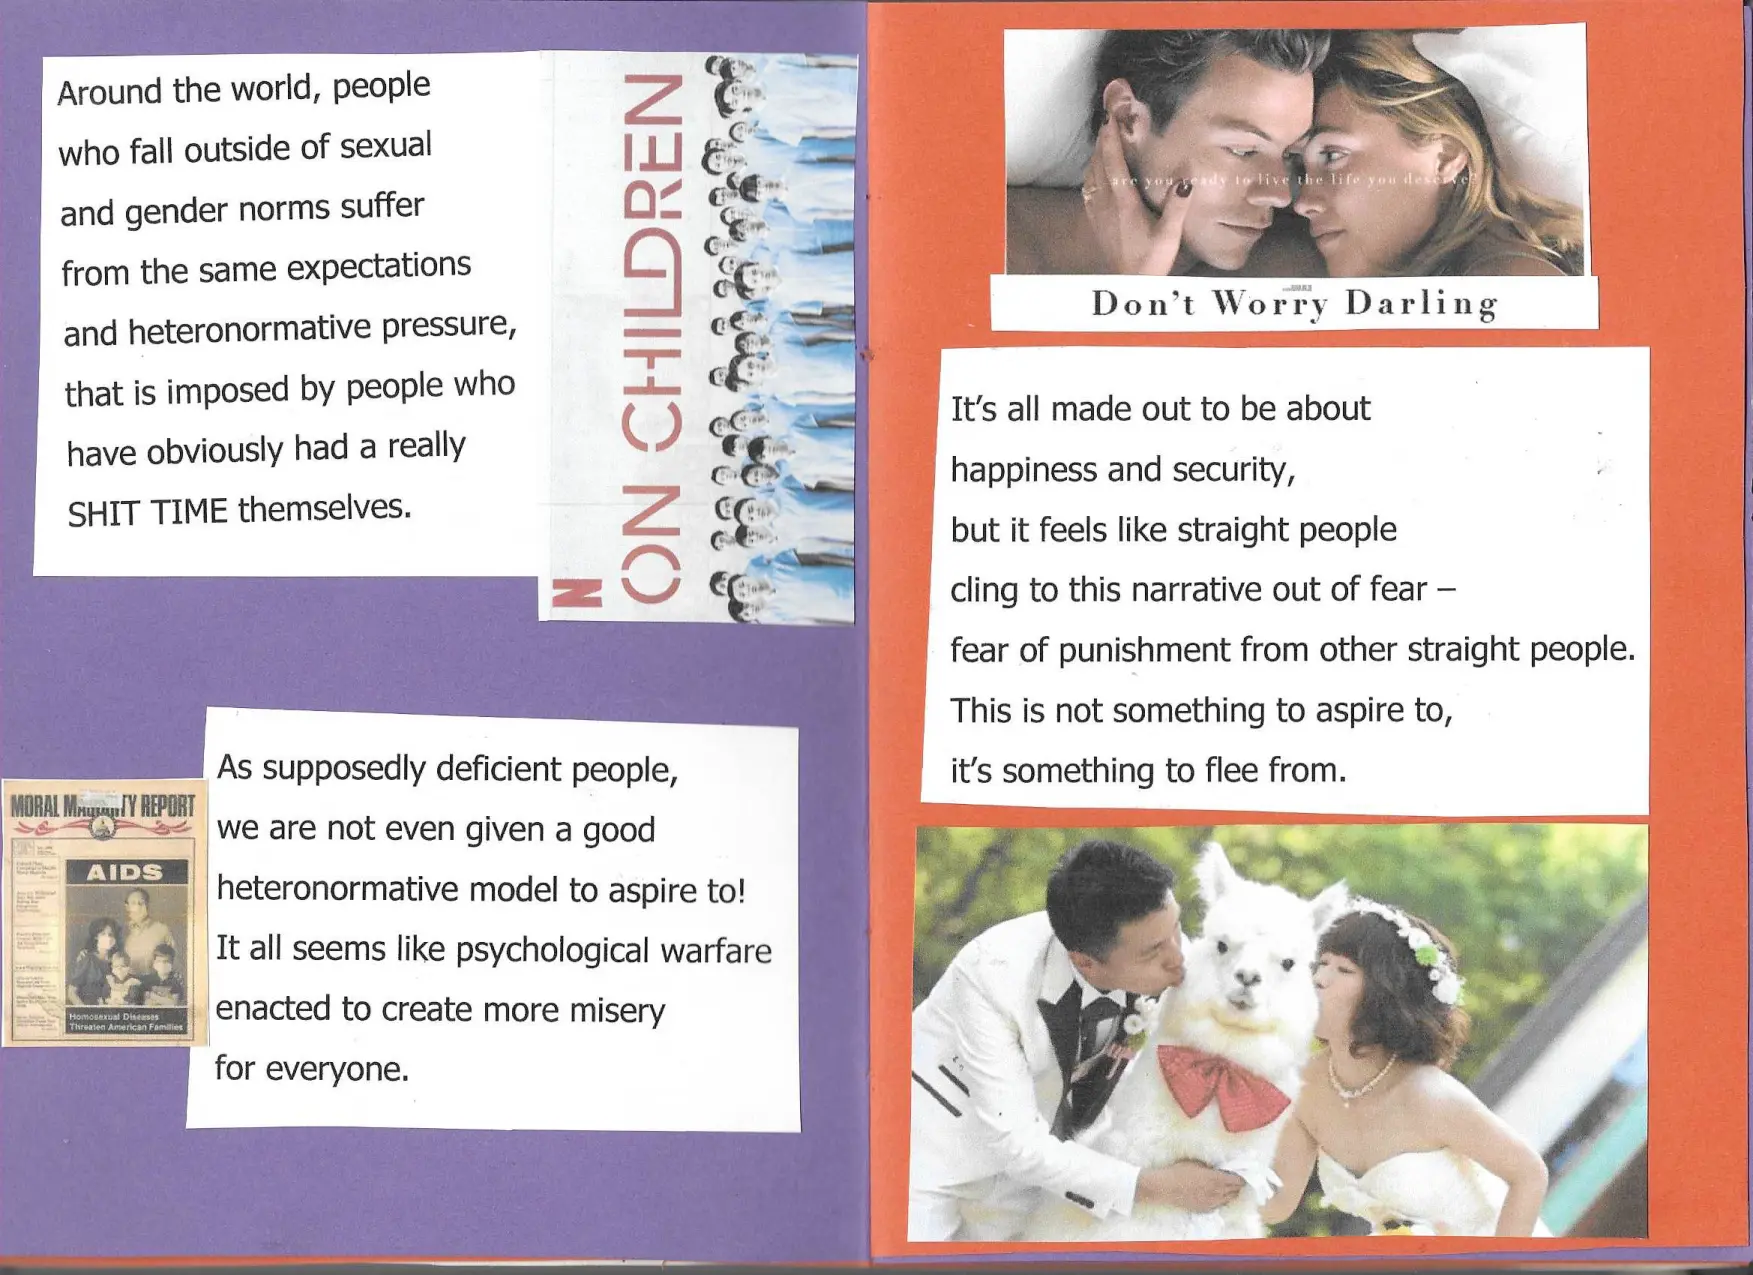 Around the world, people
who fall outside of sexual
and gender norms suffer
from the same expectations
and heteronormative pressure,
that is imposed by people who
have obviously had a really
SHIT TIME themselves.
N
ON CHILDREN
MORAL REPORT
AIDS
Homosexual Diseases
Threaten American Families
As supposedly deficient people,
we are not even given a good
heteronormative model to aspire to!
It all seems like psychological warfare
enacted to create more misery
for everyone.
are you ready to live the life you deserve?
Don't Worry Darling
It's all made out to be about
happiness and security,
but it feels like straight people
cling to this narrative out of fear –
fear of punishment from other straight people.
This is not something to aspire to,
it's something to flee from.